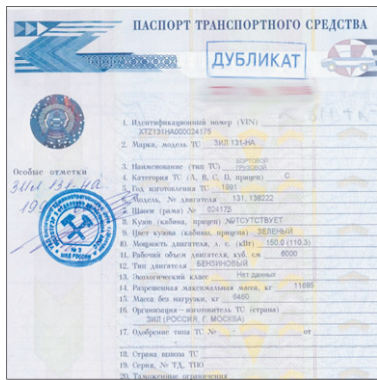 ПАСПОРТ ТРАНСПОРТНОГО СРЕДСТВА
ДУБЛИКАТ
1. Идентификационный номер (VIN)
XTZ131HA000024175
2. Марка, модель ТС ЗИЛ 131-НА
3. Наименование (тип ТС) БОРТОВОЙ
ГРУЗОВОЙ
4. Категория ТС (А, В, С, D, прицеп) С
Особые отметки
ЗИЛ 131-НА
5. Год изготовления ТС 1991
Модель, № двигателя 131, 138222
Шасси (рама) № 024175
8. Кузов (кабина, прицеп) № ОТСУТСТВУЕТ
9. Цвет кузова (кабины, прицепа) ЗЕЛЕНЫЙ
10. Мощность двигателя, л. с. (кВт) 150.0 (110.3)
11. Рабочий объем двигателя, куб. см 6000
12. Тип двигателя БЕНЗИНОВЫЙ
13. Экологический класс Нет данных
14. Разрешенная максимальная масса, кг 11685
15. Масса без нагрузки, кг 6460
16. Организация - изготовитель ТС (страна)
ЗИЛ (РОССИЯ, Г. МОСКВА)
17. Одобрение типа ТС № - от
18. Страна вывоза ТС
19. Серия, № ТД, ТПО
20. Таможенные ограничения